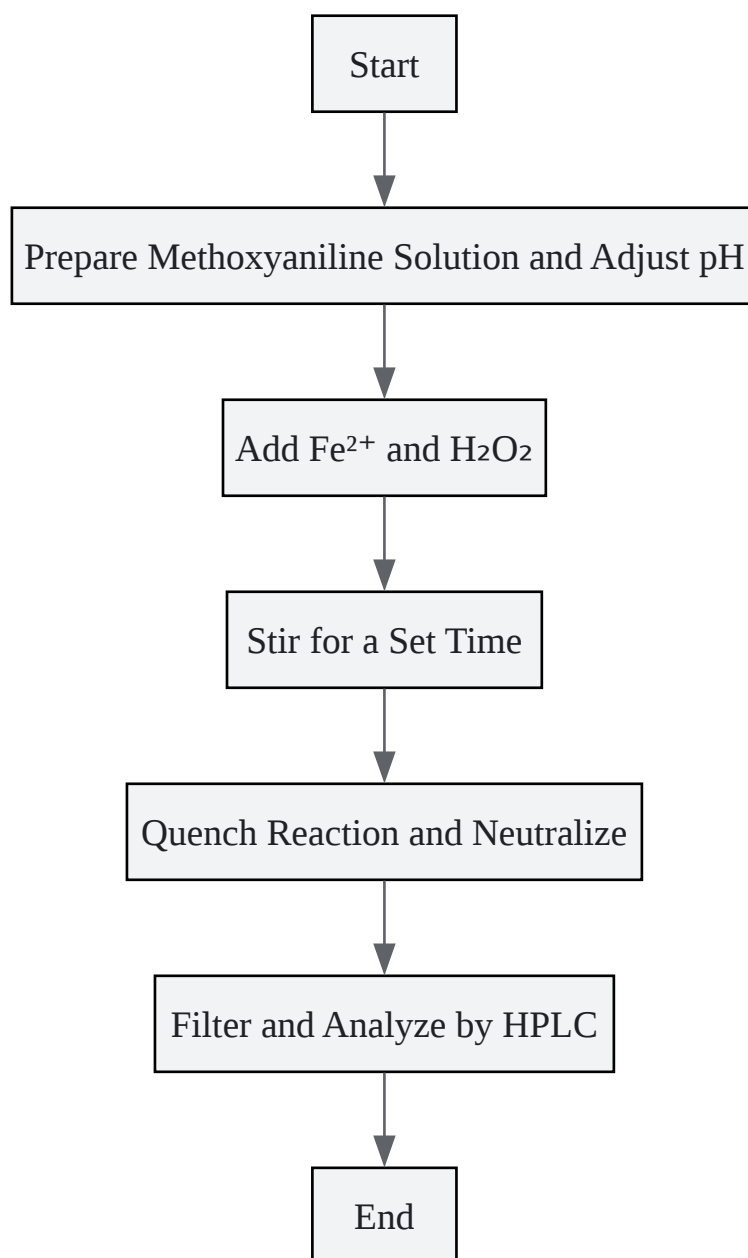 Start
Prepare Methoxyaniline Solution and Adjust pH
Add Fe²⁺ and H₂O₂
Stir for a Set Time
Quench Reaction and Neutralize
Filter and Analyze by HPLC
End